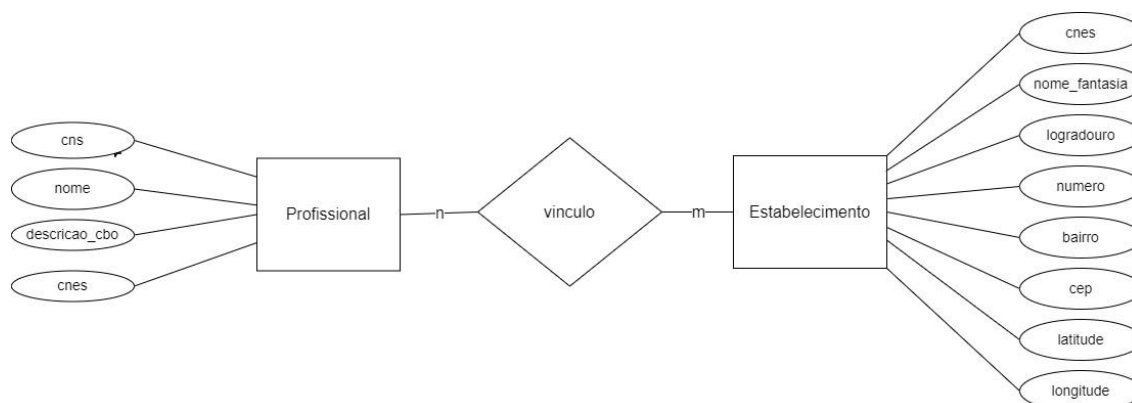 cns
nome
descricao_cbo
cnes
Profissional
n
vinculo
m
Estabelecimento
cnes
nome_fantasia
logradouro
numero
bairro
cep
latitude
longitude